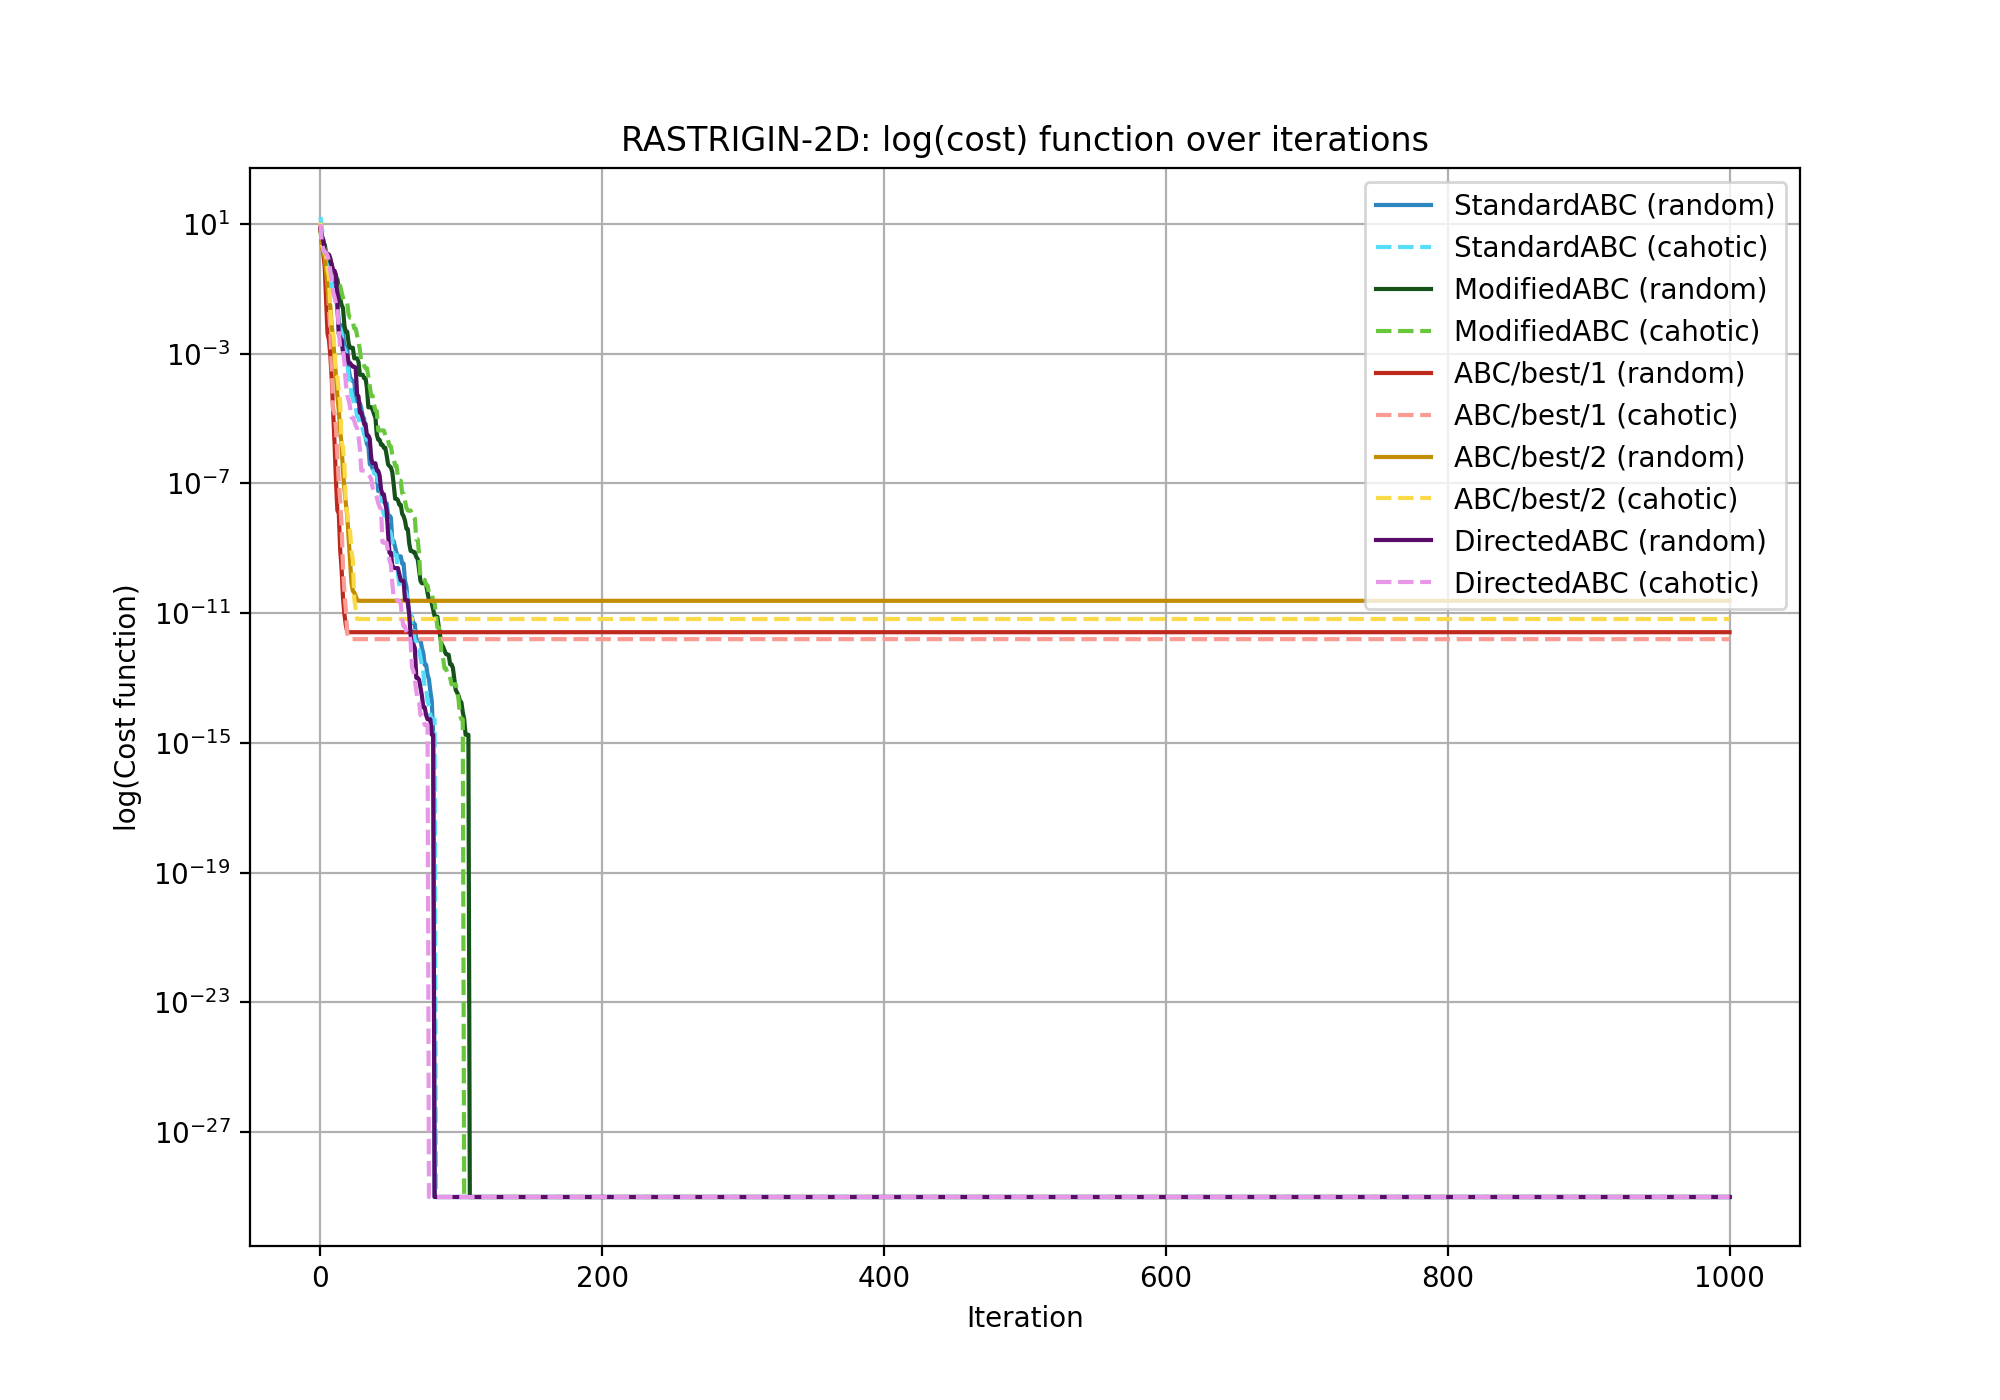 RASTRIGIN-2D: log(cost) function over iterations
log(Cost function)
10¹
10⁻³
10⁻⁷
10⁻¹¹
10⁻¹⁵
10⁻¹⁹
10⁻²³
10⁻²⁷
StandardABC (random)
StandardABC (cahotic)
ModifiedABC (random)
ModifiedABC (cahotic)
ABC/best/1 (random)
ABC/best/1 (cahotic)
ABC/best/2 (random)
ABC/best/2 (cahotic)
DirectedABC (random)
DirectedABC (cahotic)
0 200 400 600 800 1000
Iteration